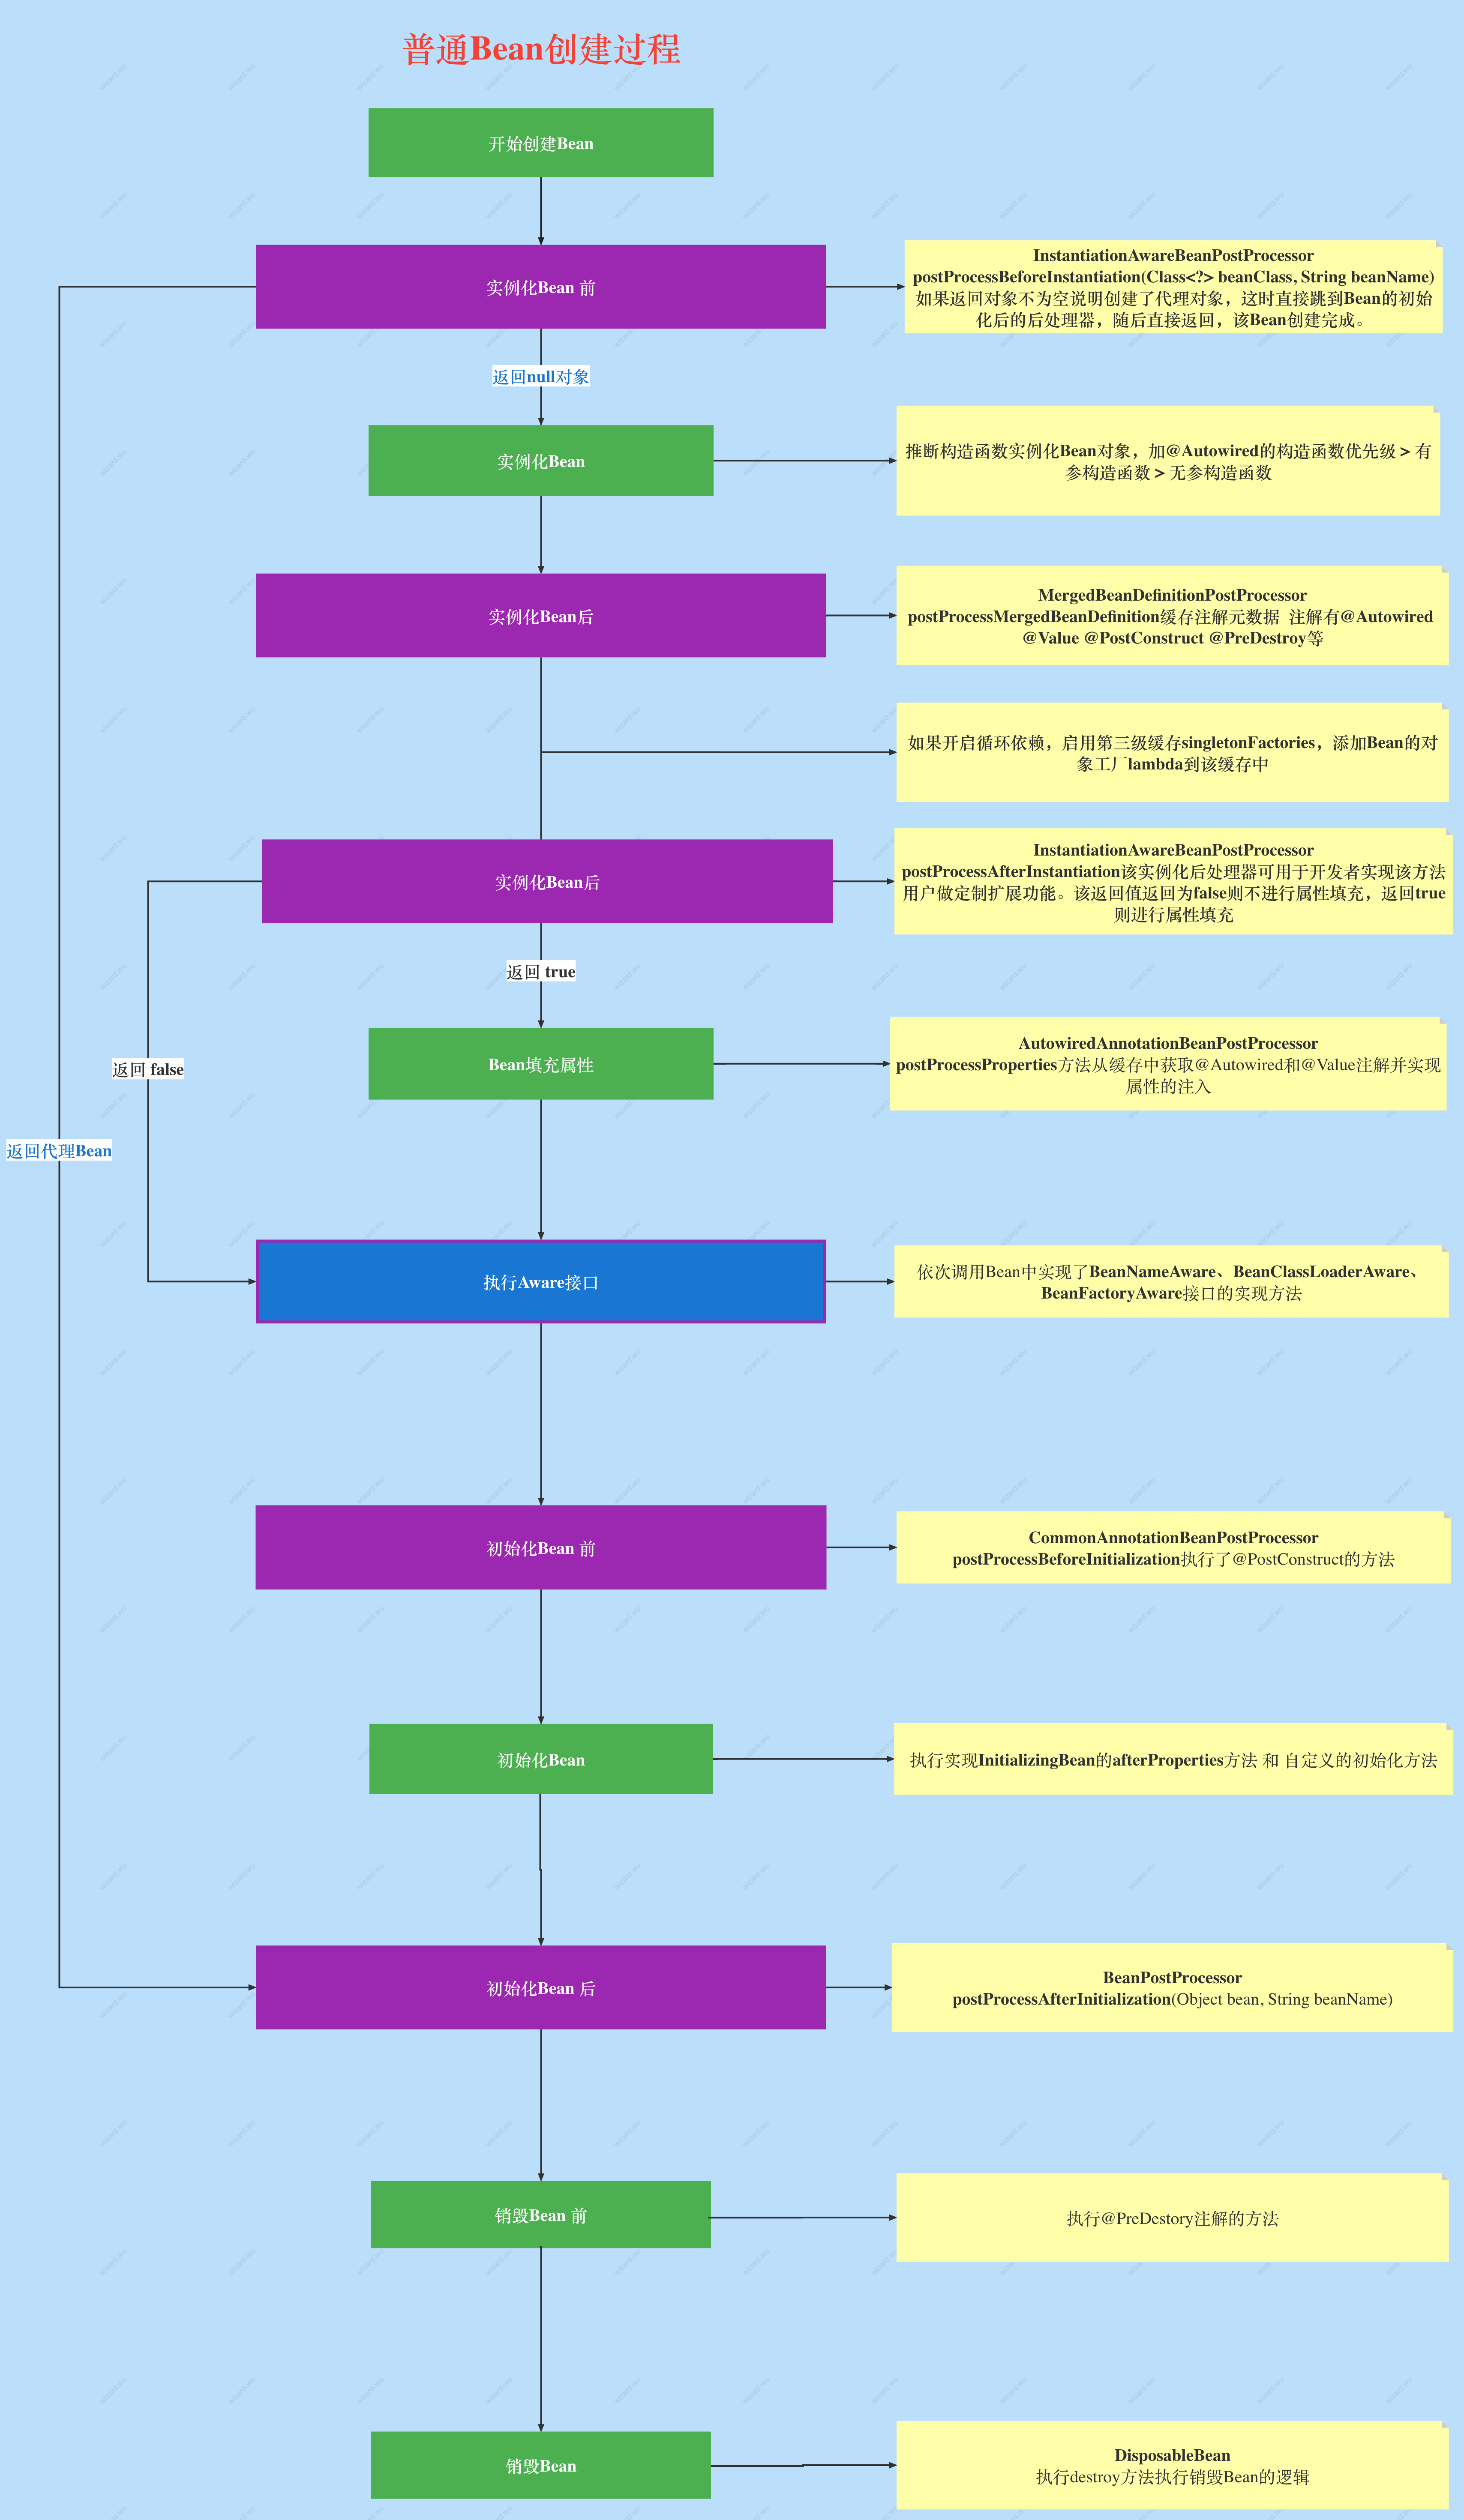 普通Bean创建过程
开始创建Bean
实例化Bean 前
InstantiationAwareBeanPostProcessor
postProcessBeforeInstantiation(Class<?> beanClass, String beanName)
如果返回对象不为空说明创建了代理对象，这时直接跳到Bean的初始
化后的后处理器，随后直接返回，该Bean创建完成。
返回null对象
实例化Bean
推断构造函数实例化Bean对象，加@Autowired的构造函数优先级 > 有
参构造函数 > 无参构造函数
实例化Bean后
MergedBeanDefinitionPostProcessor
postProcessMergedBeanDefinition缓存注解元数据 注解有@Autowired
@Value @PostConstruct @PreDestroy等
如果开启循环依赖，启用第三级缓存singletonFactories，添加Bean的对
象工厂lambda到该缓存中
实例化Bean后
InstantiationAwareBeanPostProcessor
postProcessAfterInstantiation该实例化后处理器可用于开发者实现该方法
用户做定制扩展功能。该返回值返回为false则不进行属性填充，返回true
则进行属性填充
返回 true
返回 false
Bean填充属性
AutowiredAnnotationBeanPostProcessor
postProcessProperties方法从缓存中获取@Autowired和@Value注解并实现
属性的注入
返回代理Bean
执行Aware接口
依次调用Bean中实现了BeanNameAware、BeanClassLoaderAware、
BeanFactoryAware接口的实现方法
初始化Bean 前
CommonAnnotationBeanPostProcessor
postProcessBeforeInitialization执行了@PostConstruct的方法
初始化Bean
执行实现InitializingBean的afterProperties方法 和 自定义的初始化方法
初始化Bean 后
BeanPostProcessor
postProcessAfterInitialization(Object bean, String beanName)
销毁Bean 前
执行@PreDestory注解的方法
销毁Bean
DisposableBean
执行destroy方法执行销毁Bean的逻辑